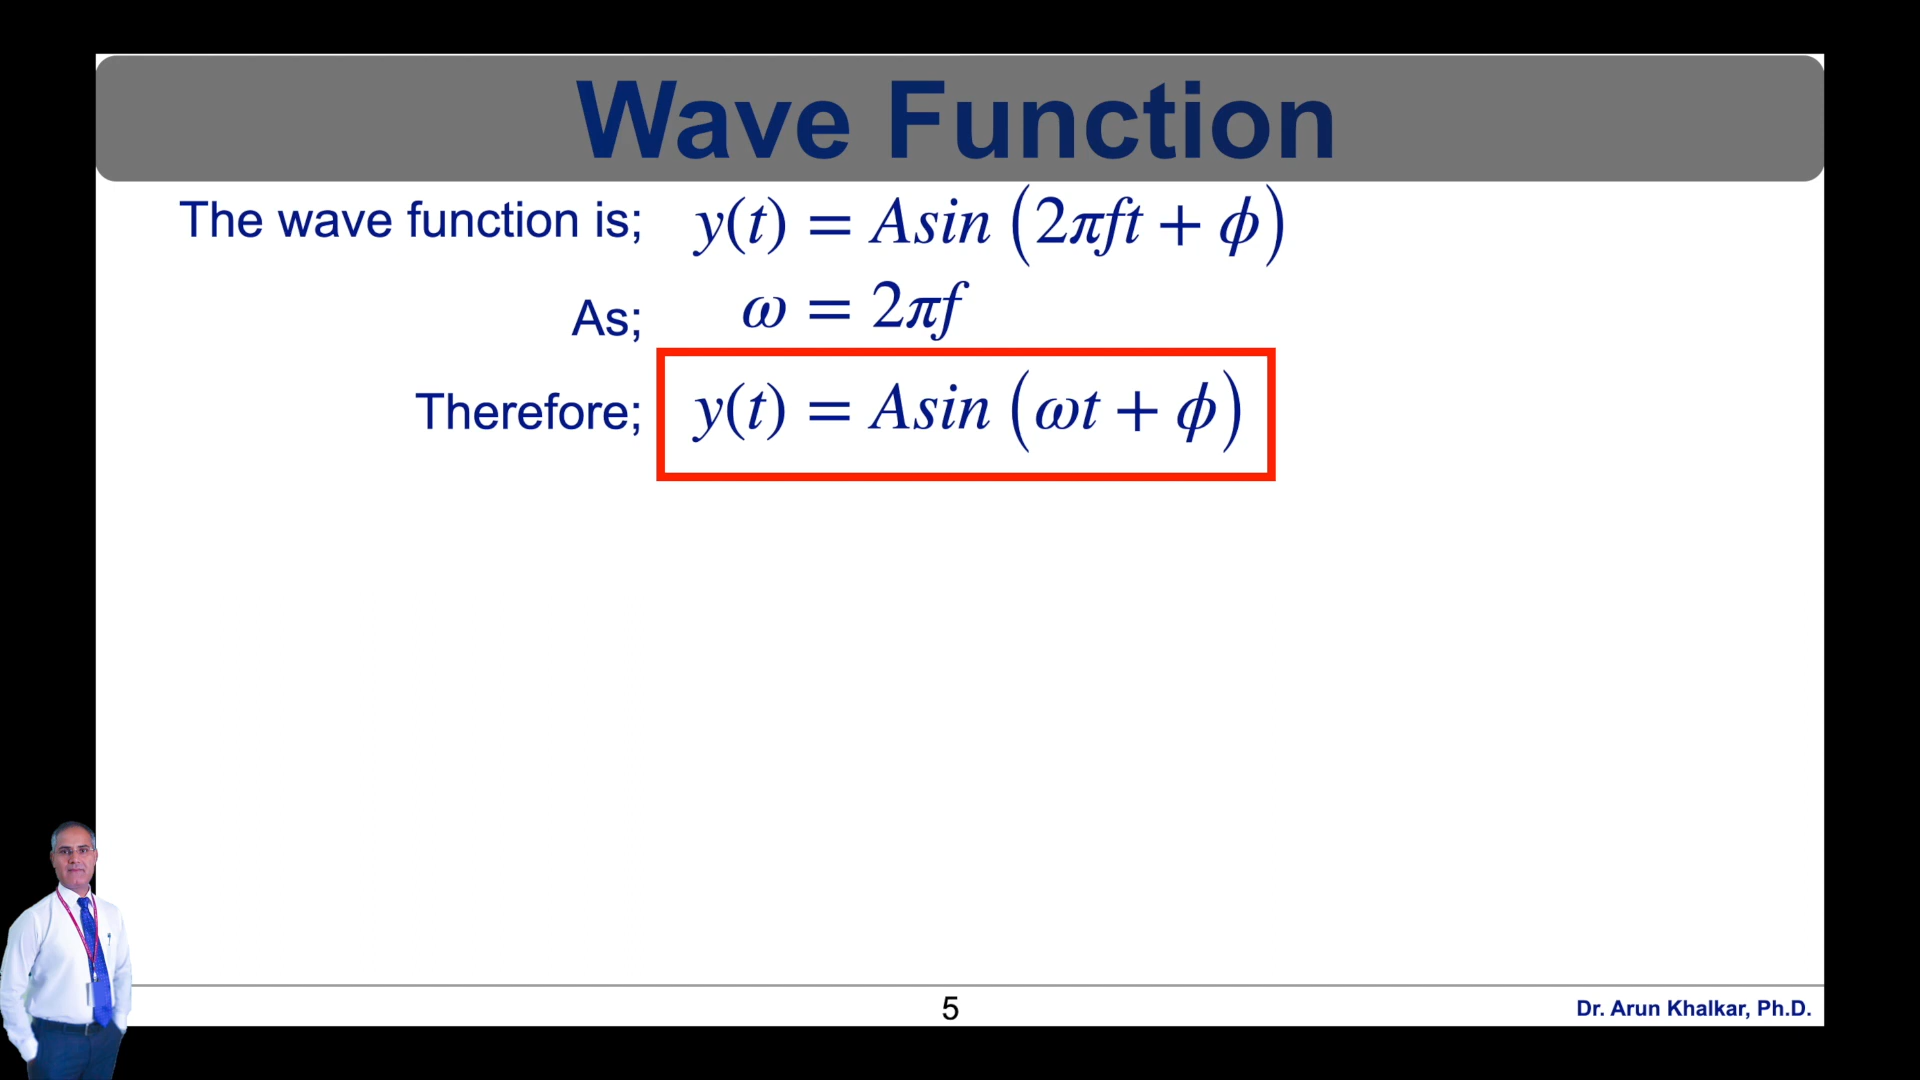 Wave Function
The wave function is; y(t) = Asin (2πft + ϕ)
As; ω = 2πf
Therefore; y(t) = Asin (ωt + ϕ)
5
Dr. Arun Khalkar, Ph.D.